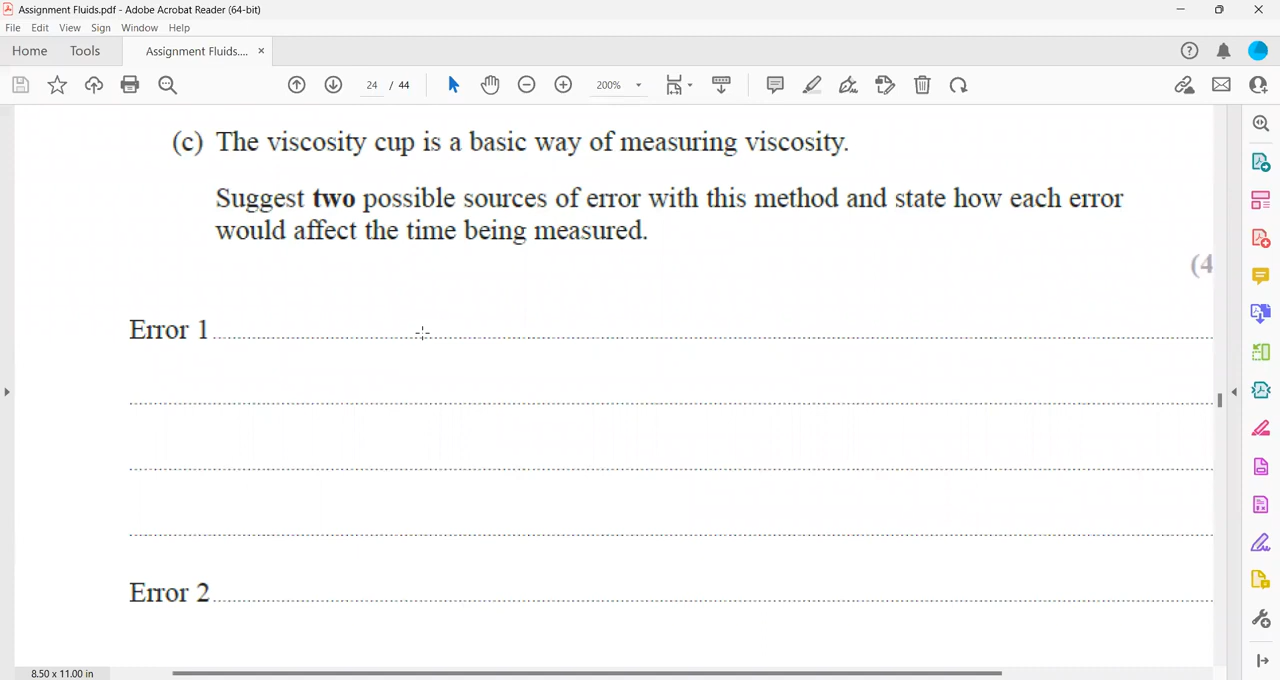 Assignment Fluids.pdf - Adobe Acrobat Reader (64-bit)
File Edit View Sign Window Help
Home Tools Assignment Fluids.... ×
24 / 44 200%
(c) The viscosity cup is a basic way of measuring viscosity.
Suggest two possible sources of error with this method and state how each error
would affect the time being measured.
(4
Error 1
Error 2
8.50 x 11.00 in